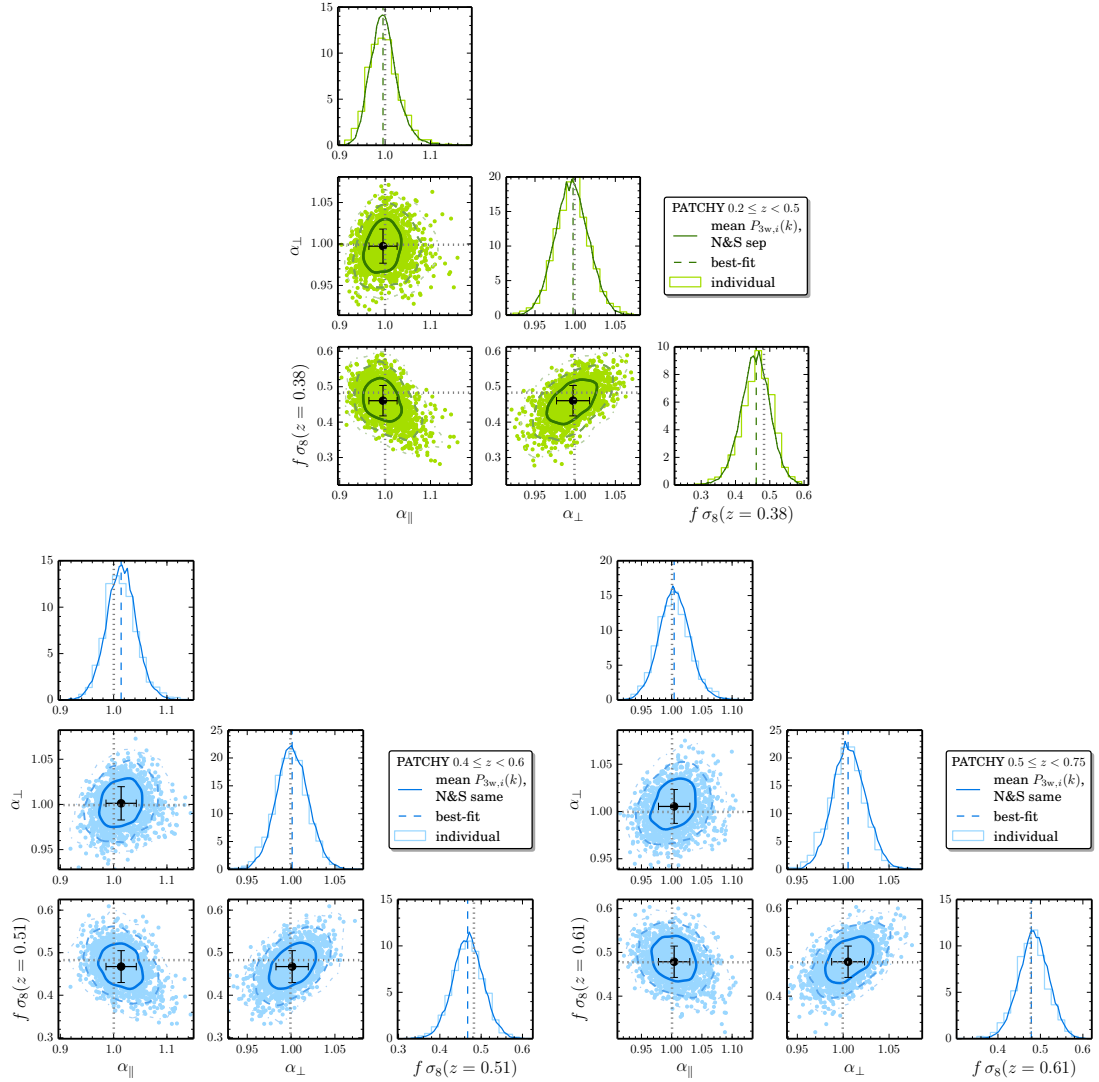 15
10
5
0
0.9 1.0 1.1
1.05
1.00
0.95
α⊥
0.9 1.0 1.1
20
15
10
5
0
0.95 1.00 1.05
PATCHY 0.2 ≤ z < 0.5
mean P₃w,ᵢ(k),
N&S sep
best-fit
individual
0.6
0.5
0.4
0.3
f σ₈(z = 0.38)
0.9 1.0 1.1
α∥
0.95 1.00 1.05
α⊥
10
8
6
4
2
0
0.3 0.4 0.5 0.6
f σ₈(z = 0.38)
15
10
5
0
0.9 1.0 1.1
1.05
1.00
0.95
α⊥
0.9 1.0 1.1
25
20
15
10
5
0
0.95 1.00 1.05
PATCHY 0.4 ≤ z < 0.6
mean P₃w,ᵢ(k),
N&S same
best-fit
individual
0.6
0.5
0.4
0.3
f σ₈(z = 0.51)
0.9 1.0 1.1
α∥
0.6
0.5
0.4
0.3
0.95 1.00 1.05
α⊥
15
10
5
0
0.3 0.4 0.5 0.6
f σ₈(z = 0.51)
20
15
10
5
0
0.95 1.00 1.05 1.10
1.05
1.00
0.95
α⊥
0.95 1.00 1.05 1.10
25
20
15
10
5
0
0.95 1.00 1.05
PATCHY 0.5 ≤ z < 0.75
mean P₃w,ᵢ(k),
N&S same
best-fit
individual
0.6
0.5
0.4
f σ₈(z = 0.61)
0.95 1.00 1.05 1.10
α∥
0.6
0.5
0.4
0.95 1.00 1.05
α⊥
15
10
5
0
0.4 0.5 0.6
f σ₈(z = 0.61)